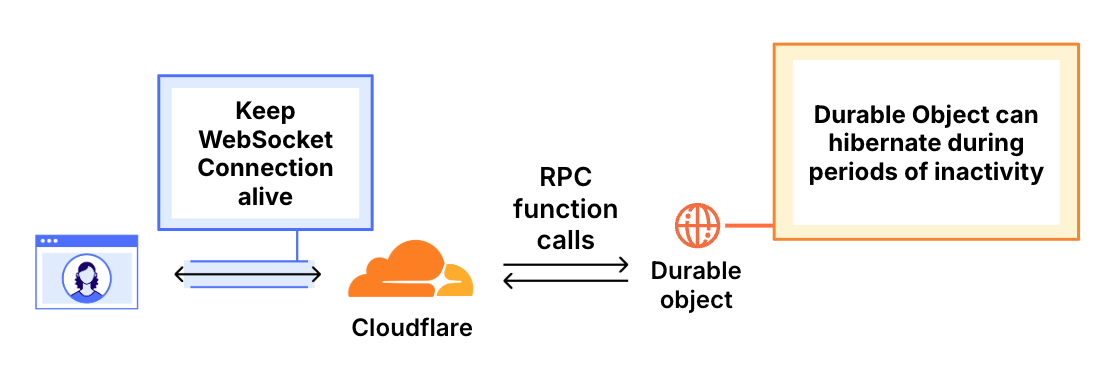 Keep
WebSocket
Connection
alive
Cloudflare
RPC
function
calls
Durable
object
Durable Object can
hibernate during
periods of inactivity